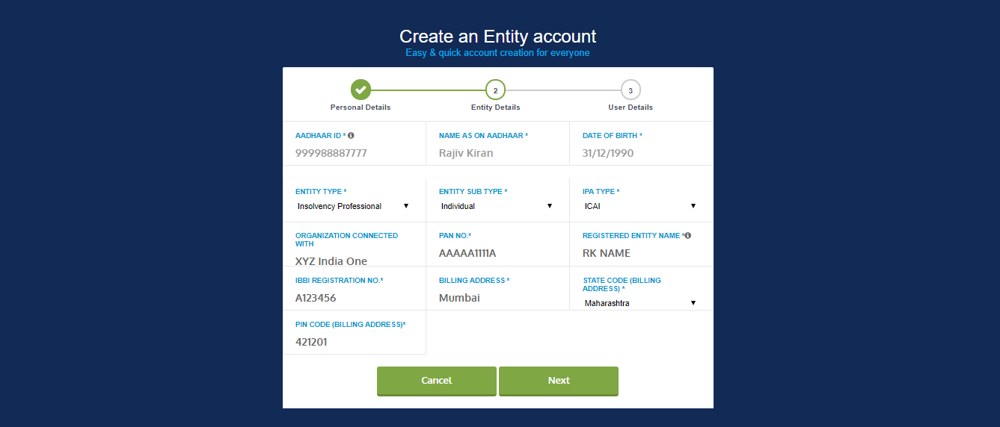 Create an Entity account
Easy & quick account creation for everyone
2
3
Personal Details
Entity Details
User Details
AADHAAR ID *
NAME AS ON AADHAAR *
DATE OF BIRTH *
999988887777
Rajiv Kiran
31/12/1990
ENTITY TYPE *
ENTITY SUB TYPE *
IPA TYPE *
Insolvency Professional
Individual
ICAI
ORGANIZATION CONNECTED
WITH
PAN NO.*
REGISTERED ENTITY NAME *
XYZ India One
AAAAA1111A
RK NAME
IBBI REGISTRATION NO.*
BILLING ADDRESS *
STATE CODE (BILLING
ADDRESS) *
A123456
Mumbai
Maharashtra
PIN CODE (BILLING ADDRESS)*
421201
Cancel
Next